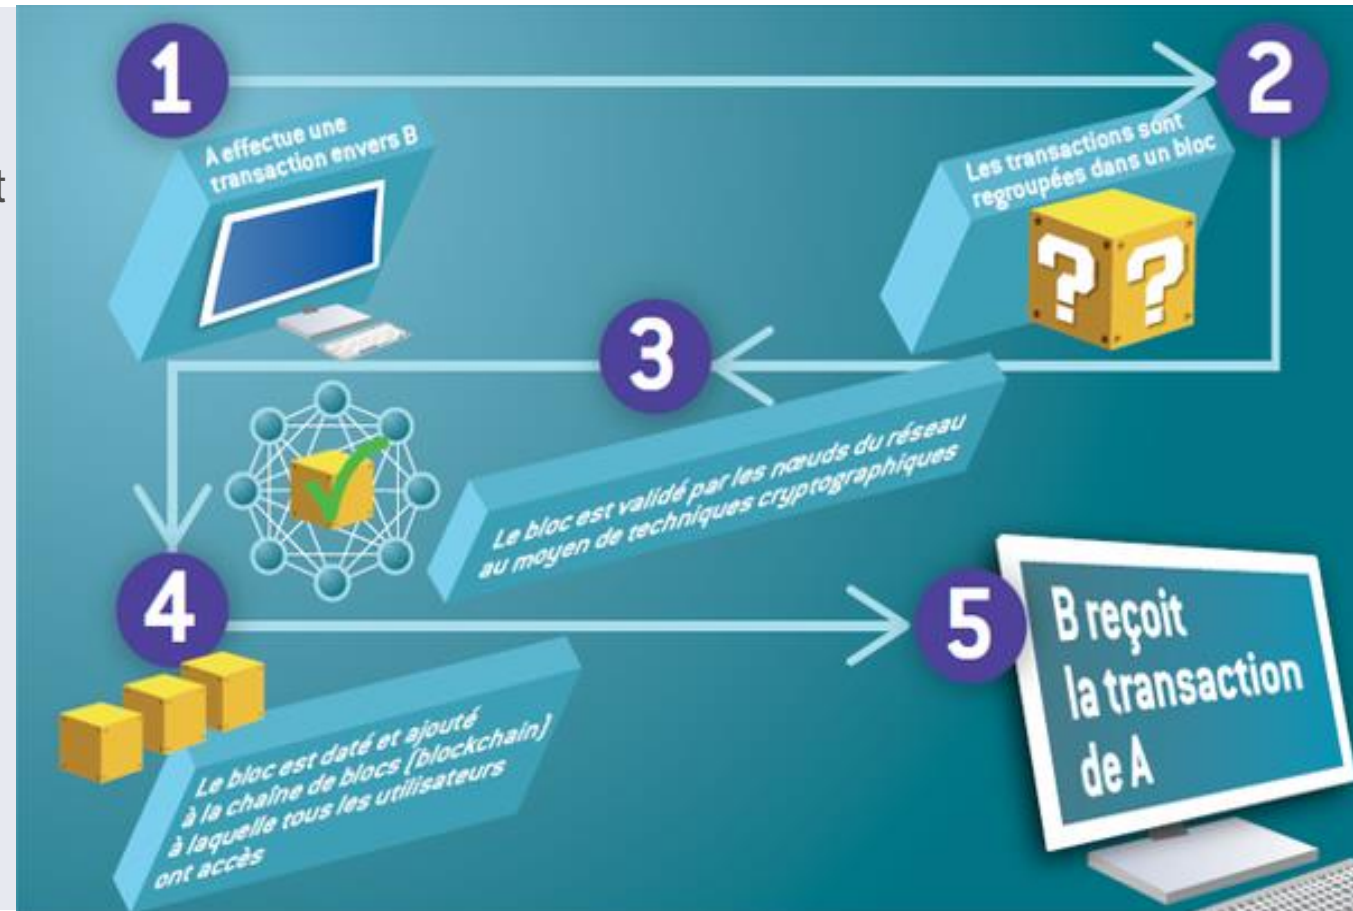 1
A effectue une
transaction envers B
2
Les transactions sont
regroupées dans un bloc
? ?
3
Le bloc est validé par les nœuds du réseau
au moyen de techniques cryptographiques
4
Le bloc est daté et ajouté
à la chaîne de blocs [blockchain]
à laquelle tous les utilisateurs
ont accès
5
B reçoit
la transaction
de A
t